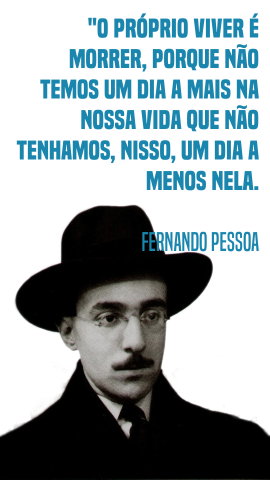 "O PRÓPRIO VIVER É
MORRER, PORQUE NÃO
TEMOS UM DIA A MAIS NA
NOSSA VIDA QUE NÃO
TENHAMOS, NISSO, UM DIA A
MENOS NELA.
FERNANDO PESSOA